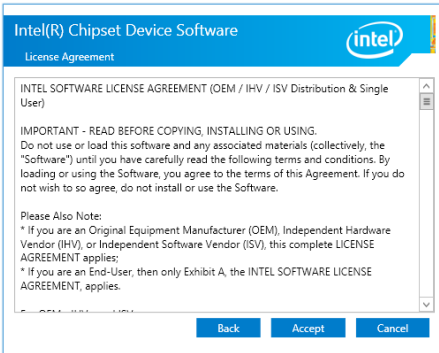 Intel(R) Chipset Device Software
License Agreement
intel
INTEL SOFTWARE LICENSE AGREEMENT (OEM / IHV / ISV Distribution & Single
User)
IMPORTANT - READ BEFORE COPYING, INSTALLING OR USING.
Do not use or load this software and any associated materials (collectively, the
"Software") until you have carefully read the following terms and conditions. By
loading or using the Software, you agree to the terms of this Agreement. If you do
not wish to so agree, do not install or use the Software.
Please Also Note:
* If you are an Original Equipment Manufacturer (OEM), Independent Hardware
Vendor (IHV), or Independent Software Vendor (ISV), this complete LICENSE
AGREEMENT applies;
* If you are an End-User, then only Exhibit A, the INTEL SOFTWARE LICENSE
AGREEMENT, applies.
Back Accept Cancel